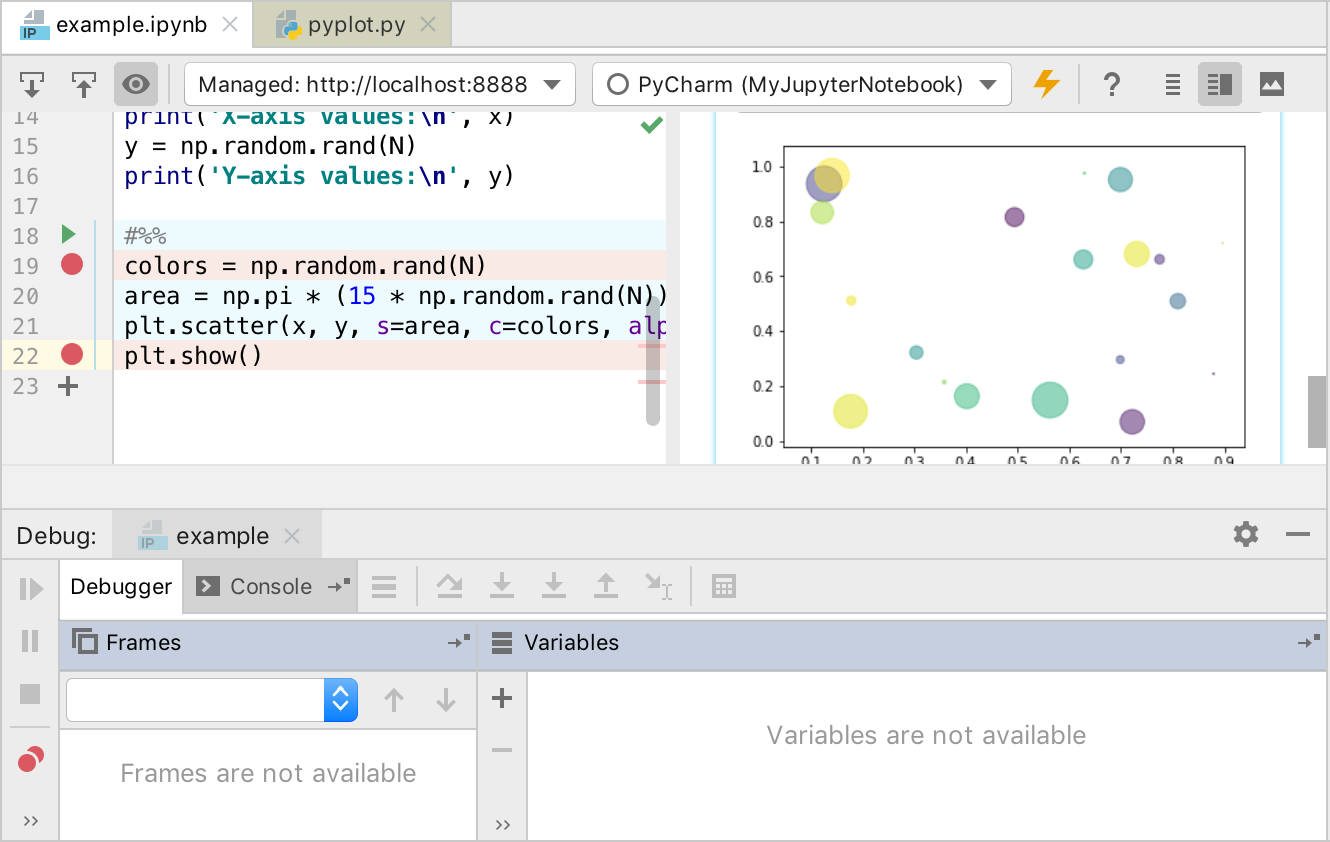 IP example.ipynb pyplot.py
Managed: http://localhost:8888 PyCharm (MyJupyterNotebook) ?
14 print('X-axis values:\n', x)
15 y = np.random.rand(N)
16 print('Y-axis values:\n', y)
17
18 #%%
19 colors = np.random.rand(N)
20 area = np.pi * (15 * np.random.rand(N))
21 plt.scatter(x, y, s=area, c=colors, alp
22 plt.show()
23
1.0
0.8
0.6
0.4
0.2
0.0
0.1 0.2 0.3 0.4 0.5 0.6 0.7 0.8 0.9
Debug: IP example
Debugger Console
Frames Variables
Variables are not available
Frames are not available